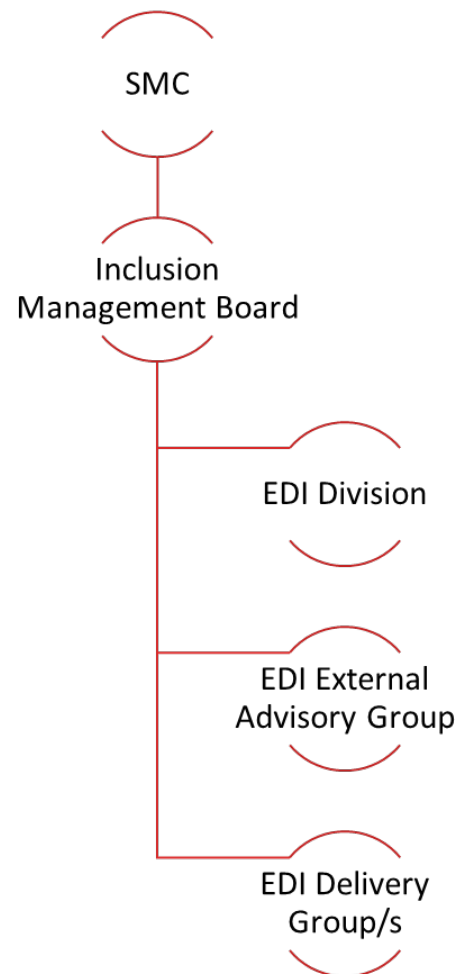 SMC
Inclusion
Management Board
EDI Division
EDI External
Advisory Group
EDI Delivery
Group/s